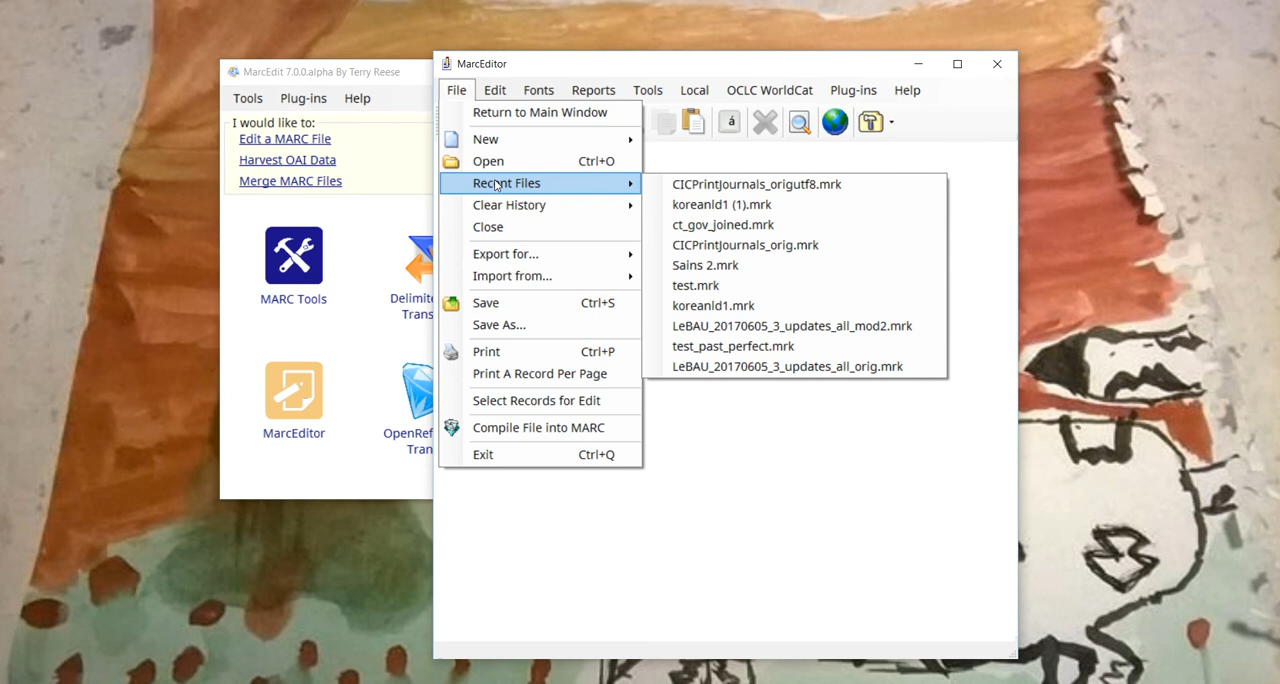 MarcEdit 7.0.0.alpha By Terry Reese
Tools Plug-ins Help
I would like to:
Edit a MARC File
Harvest OAI Data
Merge MARC Files
MARC Tools
MarcEditor
MarcEditor
File Edit Fonts Reports Tools Local OCLC WorldCat Plug-ins Help
á
Return to Main Window
New
Open Ctrl+O
Recent Files
Clear History
Close
Export for...
Import from...
Save Ctrl+S
Save As...
Print Ctrl+P
Print A Record Per Page
Select Records for Edit
Compile File into MARC
Exit Ctrl+Q
CICPrintJournals_origutf8.mrk
koreanld1 (1).mrk
ct_gov_joined.mrk
CICPrintJournals_orig.mrk
Sains 2.mrk
test.mrk
koreanld1.mrk
LeBAU_20170605_3_updates_all_mod2.mrk
test_past_perfect.mrk
LeBAU_20170605_3_updates_all_orig.mrk